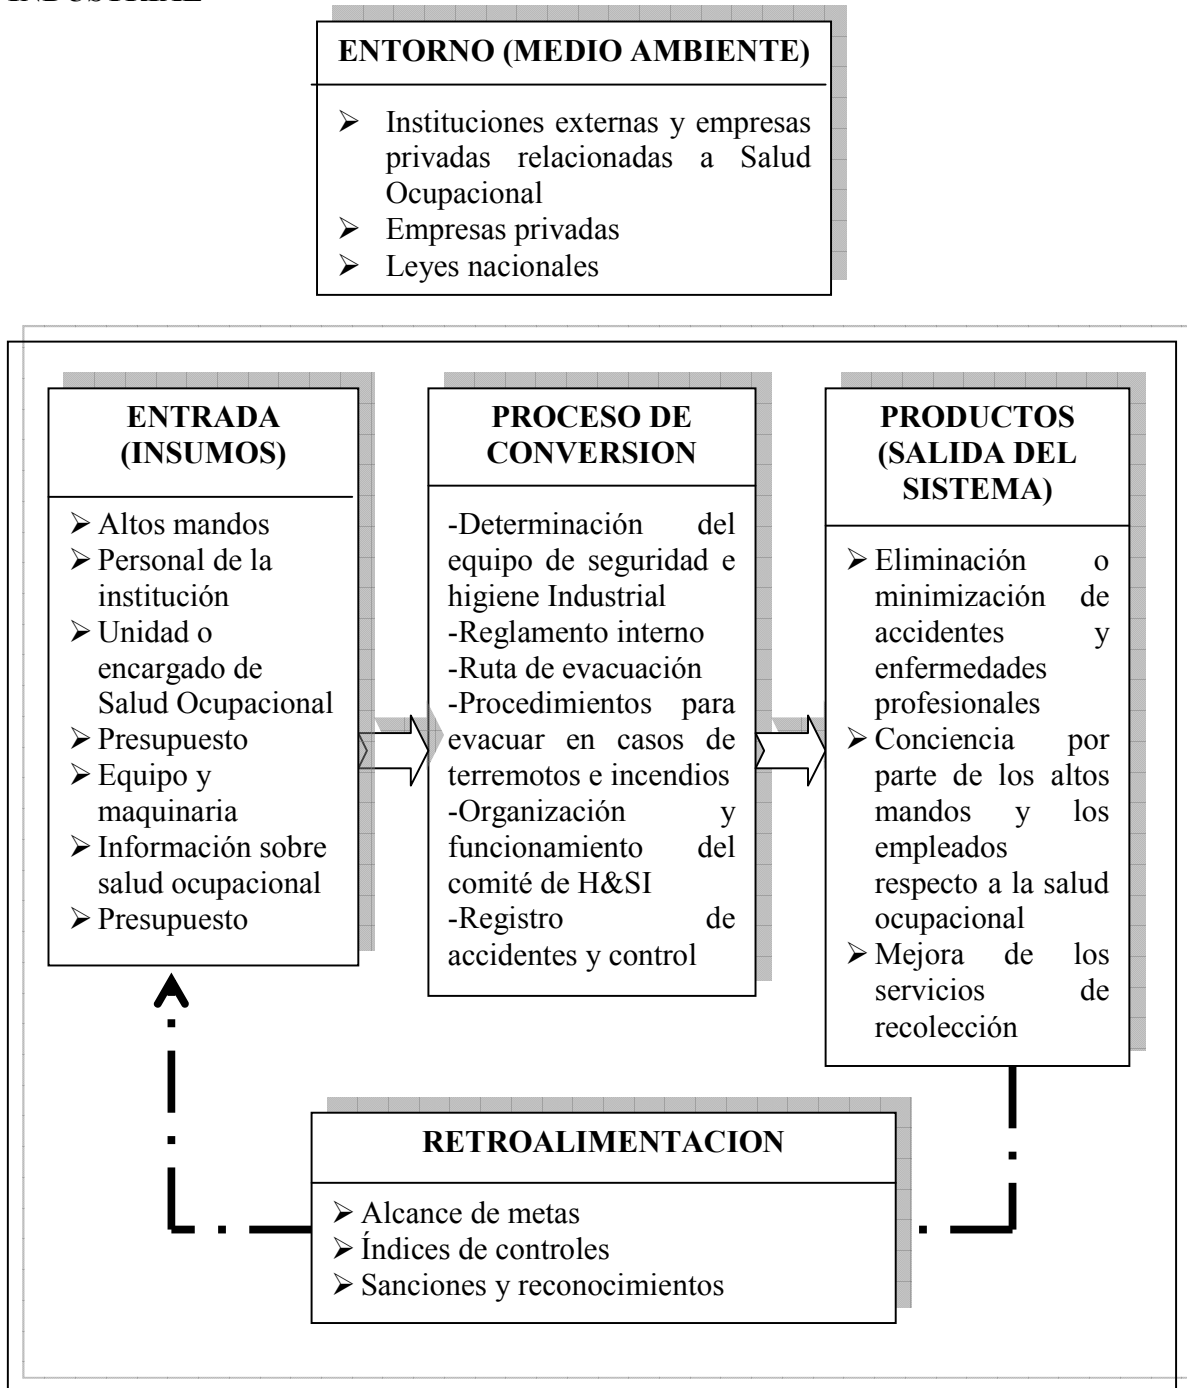 ENTORNO (MEDIO AMBIENTE)
➢ Instituciones externas y empresas
privadas relacionadas a Salud
Ocupacional
➢ Empresas privadas
➢ Leyes nacionales
ENTRADA
(INSUMOS)
➢ Altos mandos
➢ Personal de la
institución
➢ Unidad o
encargado de
Salud Ocupacional
➢ Presupuesto
➢ Equipo y
maquinaria
➢ Información sobre
salud ocupacional
➢ Presupuesto
PROCESO DE
CONVERSION
-Determinación del
equipo de seguridad e
higiene Industrial
-Reglamento interno
-Ruta de evacuación
-Procedimientos para
evacuar en casos de
terremotos e incendios
-Organización y
funcionamiento del
comité de H&SI
-Registro de
accidentes y control
PRODUCTOS
(SALIDA DEL
SISTEMA)
➢ Eliminación o
minimización de
accidentes y
enfermedades
profesionales
➢ Conciencia por
parte de los altos
mandos y los
empleados
respecto a la salud
ocupacional
➢ Mejora de los
servicios de
recolección
RETROALIMENTACION
➢ Alcance de metas
➢ Índices de controles
➢ Sanciones y reconocimientos